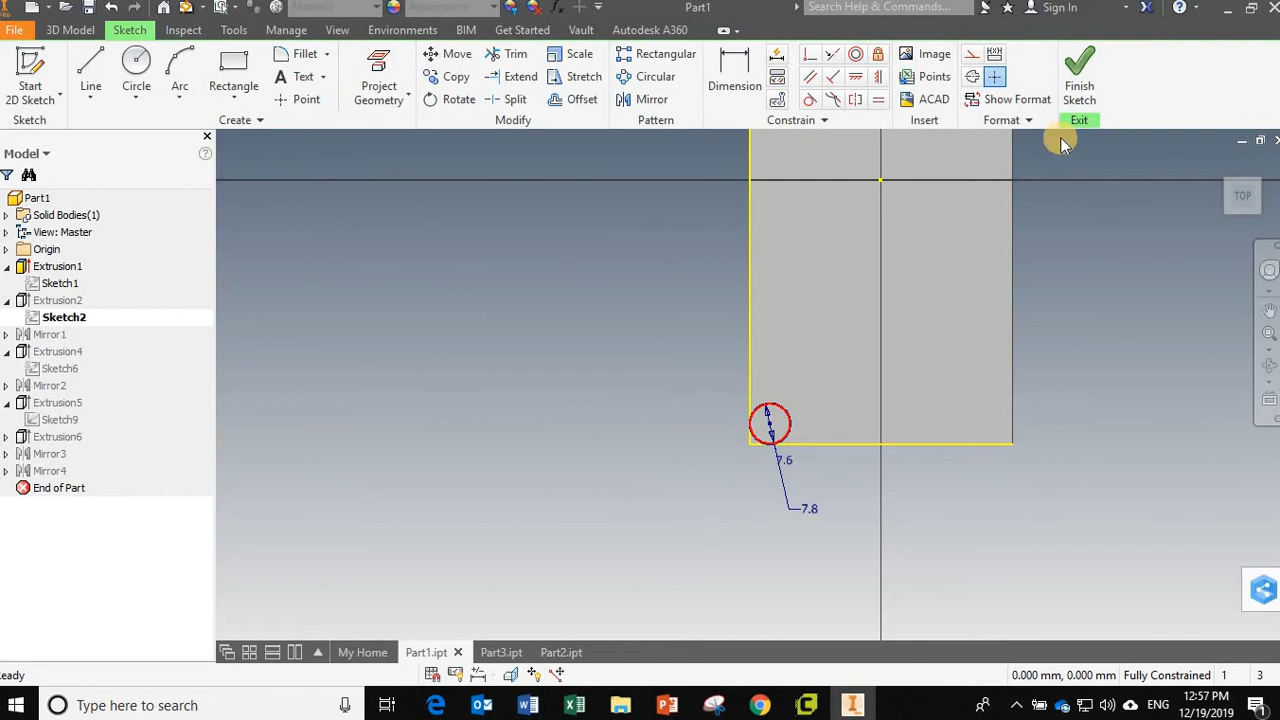 PRO
Material
Appearance
Part1
Search Help & Commands...
Sign In
File
3D Model
Sketch
Inspect
Tools
Manage
View
Environments
BIM
Get Started
Vault
Autodesk A360
Start
2D Sketch
Line
Circle
Arc
Rectangle
Fillet
Text
Point
Project
Geometry
Move
Copy
Rotate
Trim
Extend
Split
Scale
Stretch
Offset
Rectangular
Circular
Mirror
Dimension
Image
Points
ACAD
Show Format
Finish
Sketch
Sketch
Create
Modify
Pattern
Constrain
Insert
Format
Exit
Model
Part1
Solid Bodies(1)
View: Master
Origin
Extrusion1
Sketch1
Extrusion2
Sketch2
Mirror1
Extrusion4
Sketch6
Mirror2
Extrusion5
Sketch9
Extrusion6
Mirror3
Mirror4
End of Part
TOP
7.6
7.8
My Home
Part1.ipt
Part3.ipt
Part2.ipt
eady
0.000 mm, 0.000 mm
Fully Constrained
1
3
Type here to search
ENG
12:57 PM
12/19/2019